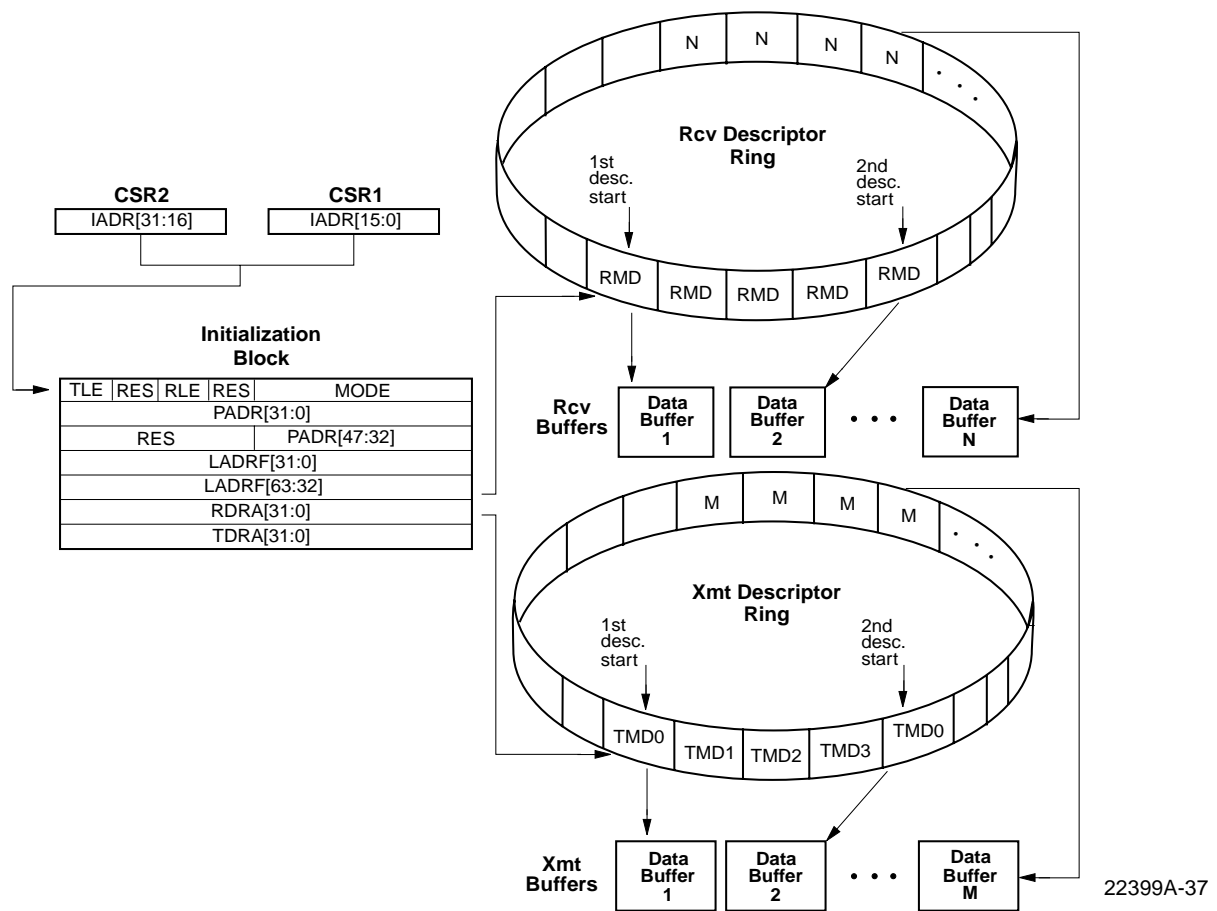 N N N N
• • •
Rcv Descriptor
Ring
1st
desc.
start
2nd
desc.
start
CSR2
CSR1
IADR[31:16]
IADR[15:0]
RMD RMD RMD RMD RMD
Initialization
Block
TLE RES RLE RES MODE
PADR[31:0]
RES PADR[47:32]
LADRF[31:0]
LADRF[63:32]
RDRA[31:0]
TDRA[31:0]
Rcv
Buffers
Data
Buffer
1
Data
Buffer
2
• • •
Data
Buffer
N
M M M M
• • •
Xmt Descriptor
Ring
1st
desc.
start
2nd
desc.
start
TMD0 TMD1 TMD2 TMD3 TMD0
Xmt
Buffers
Data
Buffer
1
Data
Buffer
2
• • •
Data
Buffer
M
22399A-37